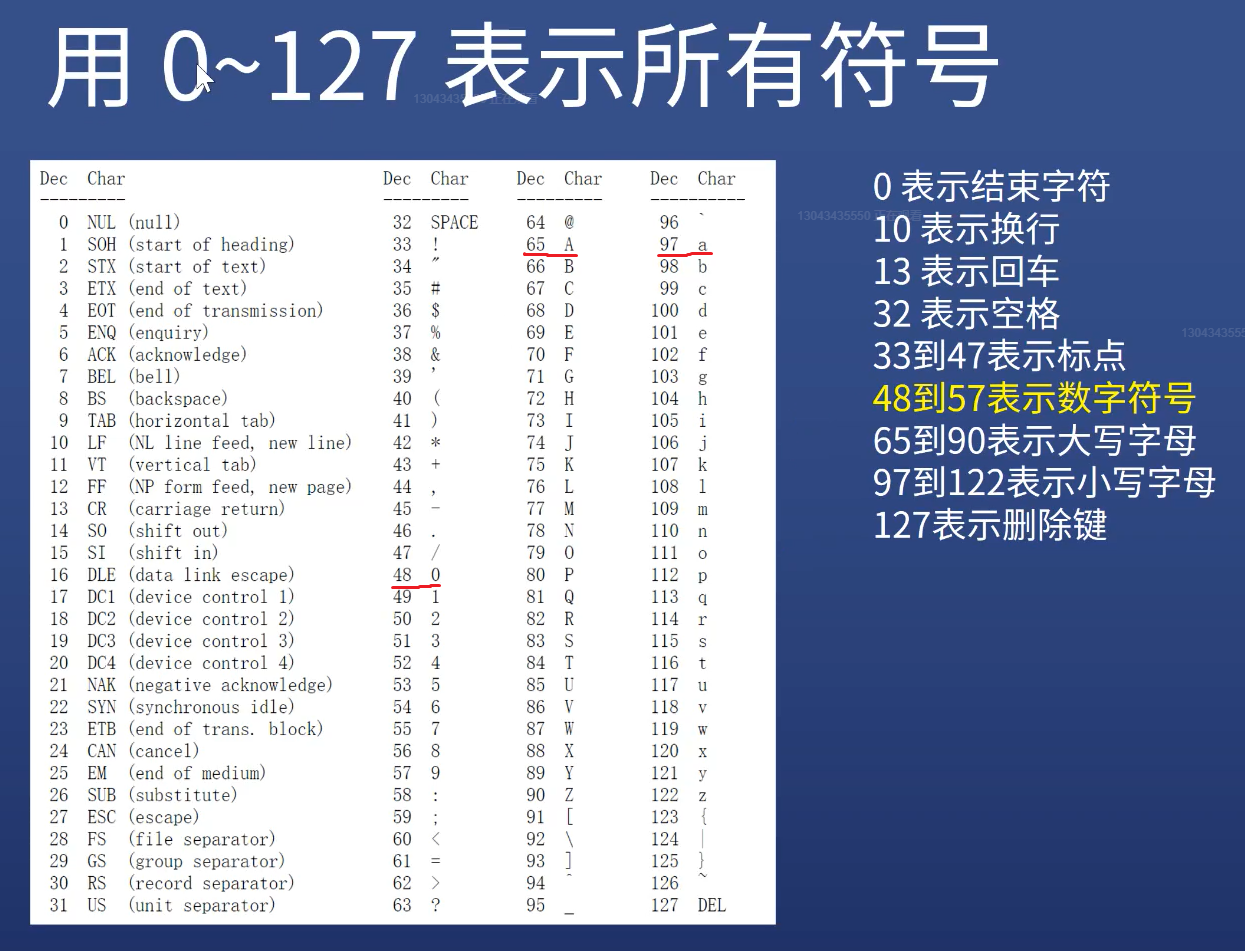 用 0~127 表示所有符号
Dec Char Dec Char Dec Char Dec Char
--------- --------- --------- ----------
0 NUL (null) 32 SPACE 64 @ 96 `
1 SOH (start of heading) 33 ! 65 A 97 a
2 STX (start of text) 34 " 66 B 98 b
3 ETX (end of text) 35 # 67 C 99 c
4 EOT (end of transmission) 36 $ 68 D 100 d
5 ENQ (enquiry) 37 % 69 E 101 e
6 ACK (acknowledge) 38 & 70 F 102 f
7 BEL (bell) 39 ' 71 G 103 g
8 BS (backspace) 40 ( 72 H 104 h
9 TAB (horizontal tab) 41 ) 73 I 105 i
10 LF (NL line feed, new line) 42 * 74 J 106 j
11 VT (vertical tab) 43 + 75 K 107 k
12 FF (NP form feed, new page) 44 , 76 L 108 l
13 CR (carriage return) 45 - 77 M 109 m
14 SO (shift out) 46 . 78 N 110 n
15 SI (shift in) 47 / 79 O 111 o
16 DLE (data link escape) 48 0 80 P 112 p
17 DC1 (device control 1) 49 1 81 Q 113 q
18 DC2 (device control 2) 50 2 82 R 114 r
19 DC3 (device control 3) 51 3 83 S 115 s
20 DC4 (device control 4) 52 4 84 T 116 t
21 NAK (negative acknowledge) 53 5 85 U 117 u
22 SYN (synchronous idle) 54 6 86 V 118 v
23 ETB (end of trans. block) 55 7 87 W 119 w
24 CAN (cancel) 56 8 88 X 120 x
25 EM (end of medium) 57 9 89 Y 121 y
26 SUB (substitute) 58 : 90 Z 122 z
27 ESC (escape) 59 ; 91 [ 123 {
28 FS (file separator) 60 < 92 \ 124 |
29 GS (group separator) 61 = 93 ] 125 }
30 RS (record separator) 62 > 94 ^ 126 ~
31 US (unit separator) 63 ? 95 _ 127 DEL
0 表示结束字符
10 表示换行
13 表示回车
32 表示空格
33到47表示标点
48到57表示数字符号
65到90表示大写字母
97到122表示小写字母
127表示删除键
13043435550 正在观看